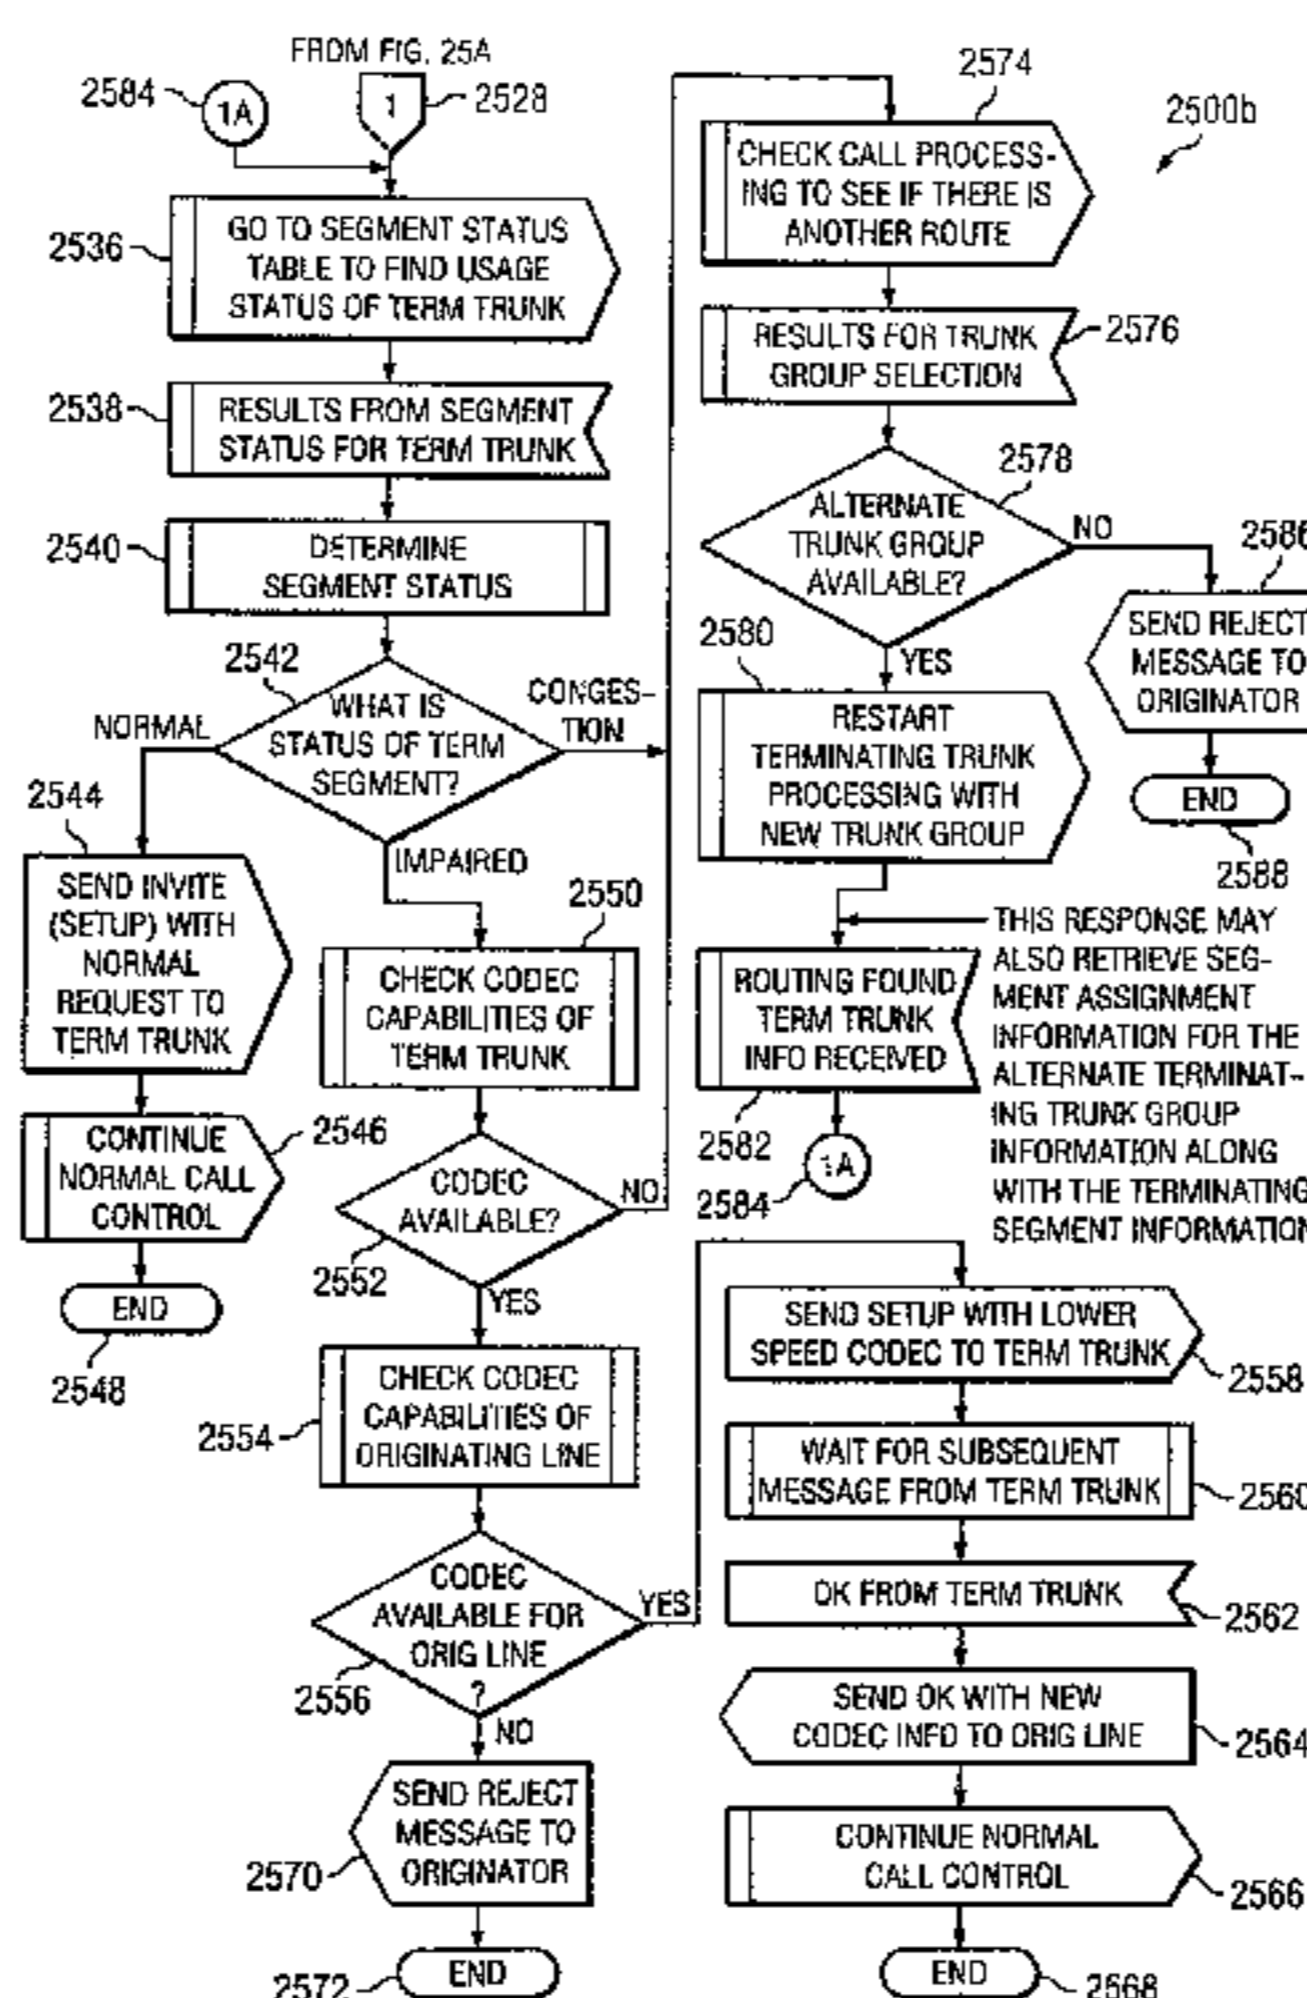 FROM FIG. 25A
2584
1A
1
2528
2536
GO TO SEGMENT STATUS
TABLE TO FIND USAGE
STATUS OF TERM TRUNK
2538
RESULTS FROM SEGMENT
STATUS FOR TERM TRUNK
2540
DETERMINE
SEGMENT STATUS
2542
WHAT IS
STATUS OF TERM
SEGMENT?
NORMAL
CONGES-
TION
IMPAIRED
2544
SEND INVITE
(SETUP) WITH
NORMAL
REQUEST TO
TERM TRUNK
2546
CONTINUE
NORMAL CALL
CONTROL
END
2548
2550
CHECK CODEC
CAPABILITIES OF
TERM TRUNK
CODEC
AVAILABLE?
NO
2552
YES
2554
CHECK CODEC
CAPABILITIES OF
ORIGINATING LINE
CODEC
AVAILABLE FOR
ORIG LINE
?
YES
2556
NO
SEND REJECT
MESSAGE TO
ORIGINATOR
2570
END
2572
2574
2500b
CHECK CALL PROCESS-
ING TO SEE IF THERE IS
ANOTHER ROUTE
RESULTS FOR TRUNK
GROUP SELECTION
2576
2578
ALTERNATE
TRUNK GROUP
AVAILABLE?
NO
2586
SEND REJECT
MESSAGE TO
ORIGINATOR
END
2588
YES
2580
RESTART
TERMINATING TRUNK
PROCESSING WITH
NEW TRUNK GROUP
ROUTING FOUND
TERM TRUNK
INFO RECEIVED
2582
1A
2584
THIS RESPONSE MAY
ALSO RETRIEVE SEG-
MENT ASSIGNMENT
INFORMATION FOR THE
ALTERNATE TERMINAT-
ING TRUNK GROUP
INFORMATION ALONG
WITH THE TERMINATING
SEGMENT INFORMATION
SEND SETUP WITH LOWER
SPEED CODEC TO TERM TRUNK
2558
WAIT FOR SUBSEQUENT
MESSAGE FROM TERM TRUNK
2560
OK FROM TERM TRUNK
2562
SEND OK WITH NEW
CODEC INFO TO ORIG LINE
2564
CONTINUE NORMAL
CALL CONTROL
2566
END
2568